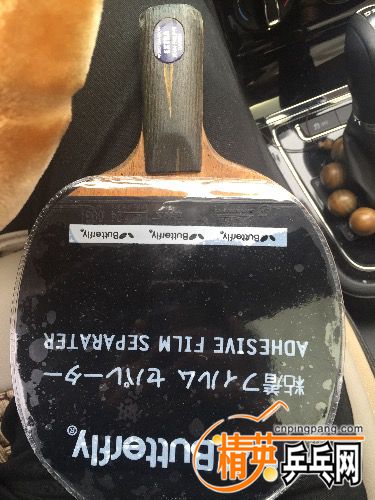 Butterfly®
粘着フィルム セパレーター
ADHESIVE FILM SEPARATER
Butterfly Butterfly Butterfly
cnpingpang.com
精英乒乓网